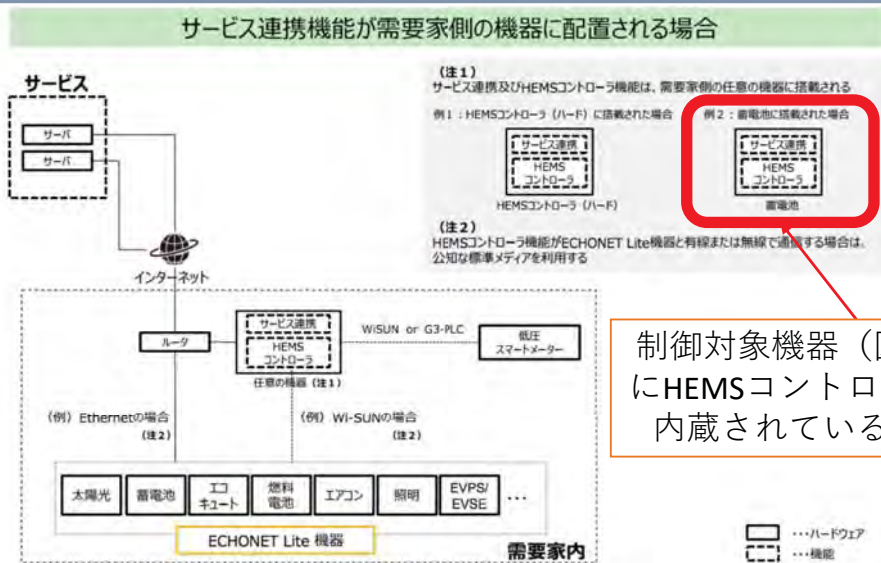 サービス連携機能が需要家側の機器に配置される場合
サービス
サーバ
サーバ
インターネット
(注1)
サービス連携及びHEMSコントローラ機能は、需要家側の任意の機器に搭載される
例1：HEMSコントローラ（ハード）に搭載された場合
サービス連携
HEMS
コントローラ
HEMSコントローラ（ハード）
例2：蓄電池に搭載された場合
サービス連携
HEMS
コントローラ
蓄電池
(注2)
HEMSコントローラ機能がECHONET Lite機器と有線または無線で通信する場合は、
公知な標準メディアを利用する
制御対象機器（
にHEMSコントロ
内蔵されている
ルータ
サービス連携
HEMS
コントローラ
任意の機器（注1）
WiSUN or G3-PLC
低圧
スマートメーター
（例）Ethernetの場合
(注2)
（例）Wi-SUNの場合
(注2)
太陽光
蓄電池
エコ
キュート
燃料
電池
エアコン
照明
EVPS/
EVSE
…
ECHONET Lite 機器
需要家内
…ハードウェア
…機能